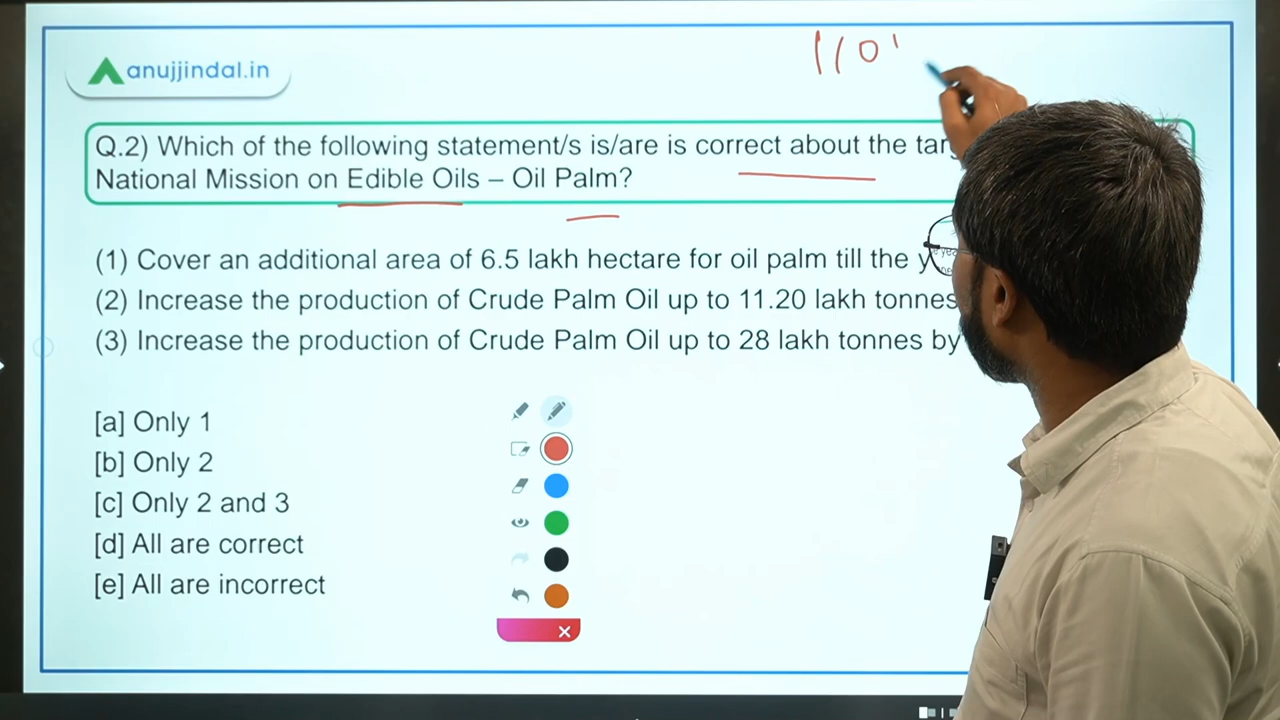 110'
anujjindal.in
Q.2) Which of the following statement/s is/are is correct about the
National Mission on Edible Oils – Oil Palm?
(1) Cover an additional area of 6.5 lakh hectare for oil palm till the
(2) Increase the production of Crude Palm Oil up to 11.20 lakh tonnes
(3) Increase the production of Crude Palm Oil up to 28 lakh tonnes by
[a] Only 1
[b] Only 2
[c] Only 2 and 3
[d] All are correct
[e] All are incorrect